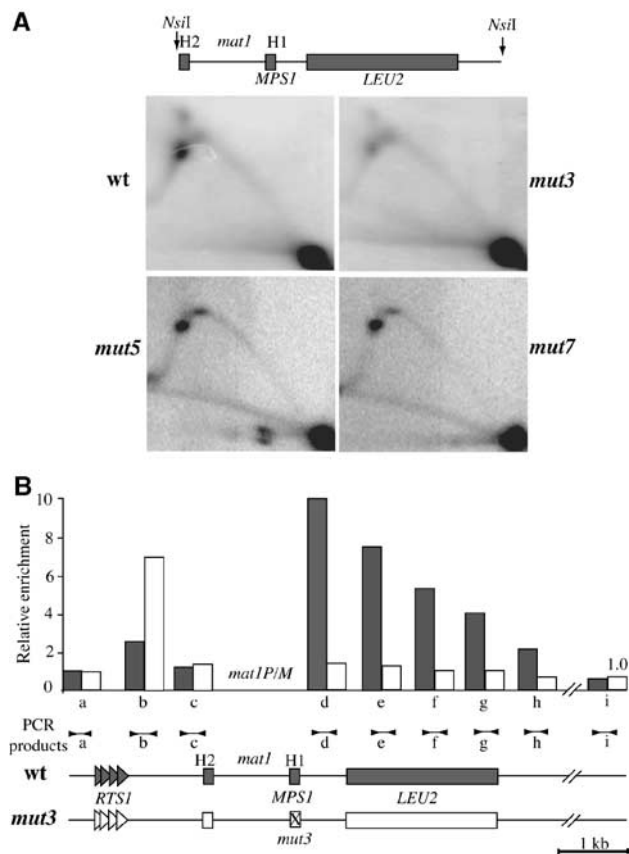 A
NsiI NsiI
H2 mat1 H1
MPS1 LEU2
wt mut3
mut5 mut7
B
Relative enrichment
10
8
6
4
2
0
mat1P/M
1.0
a b c d e f g h i
PCR products
a b c d e f g h i
wt
H2 mat1 H1
RTS1 MPS1 LEU2
mut3
mut3
1 kb